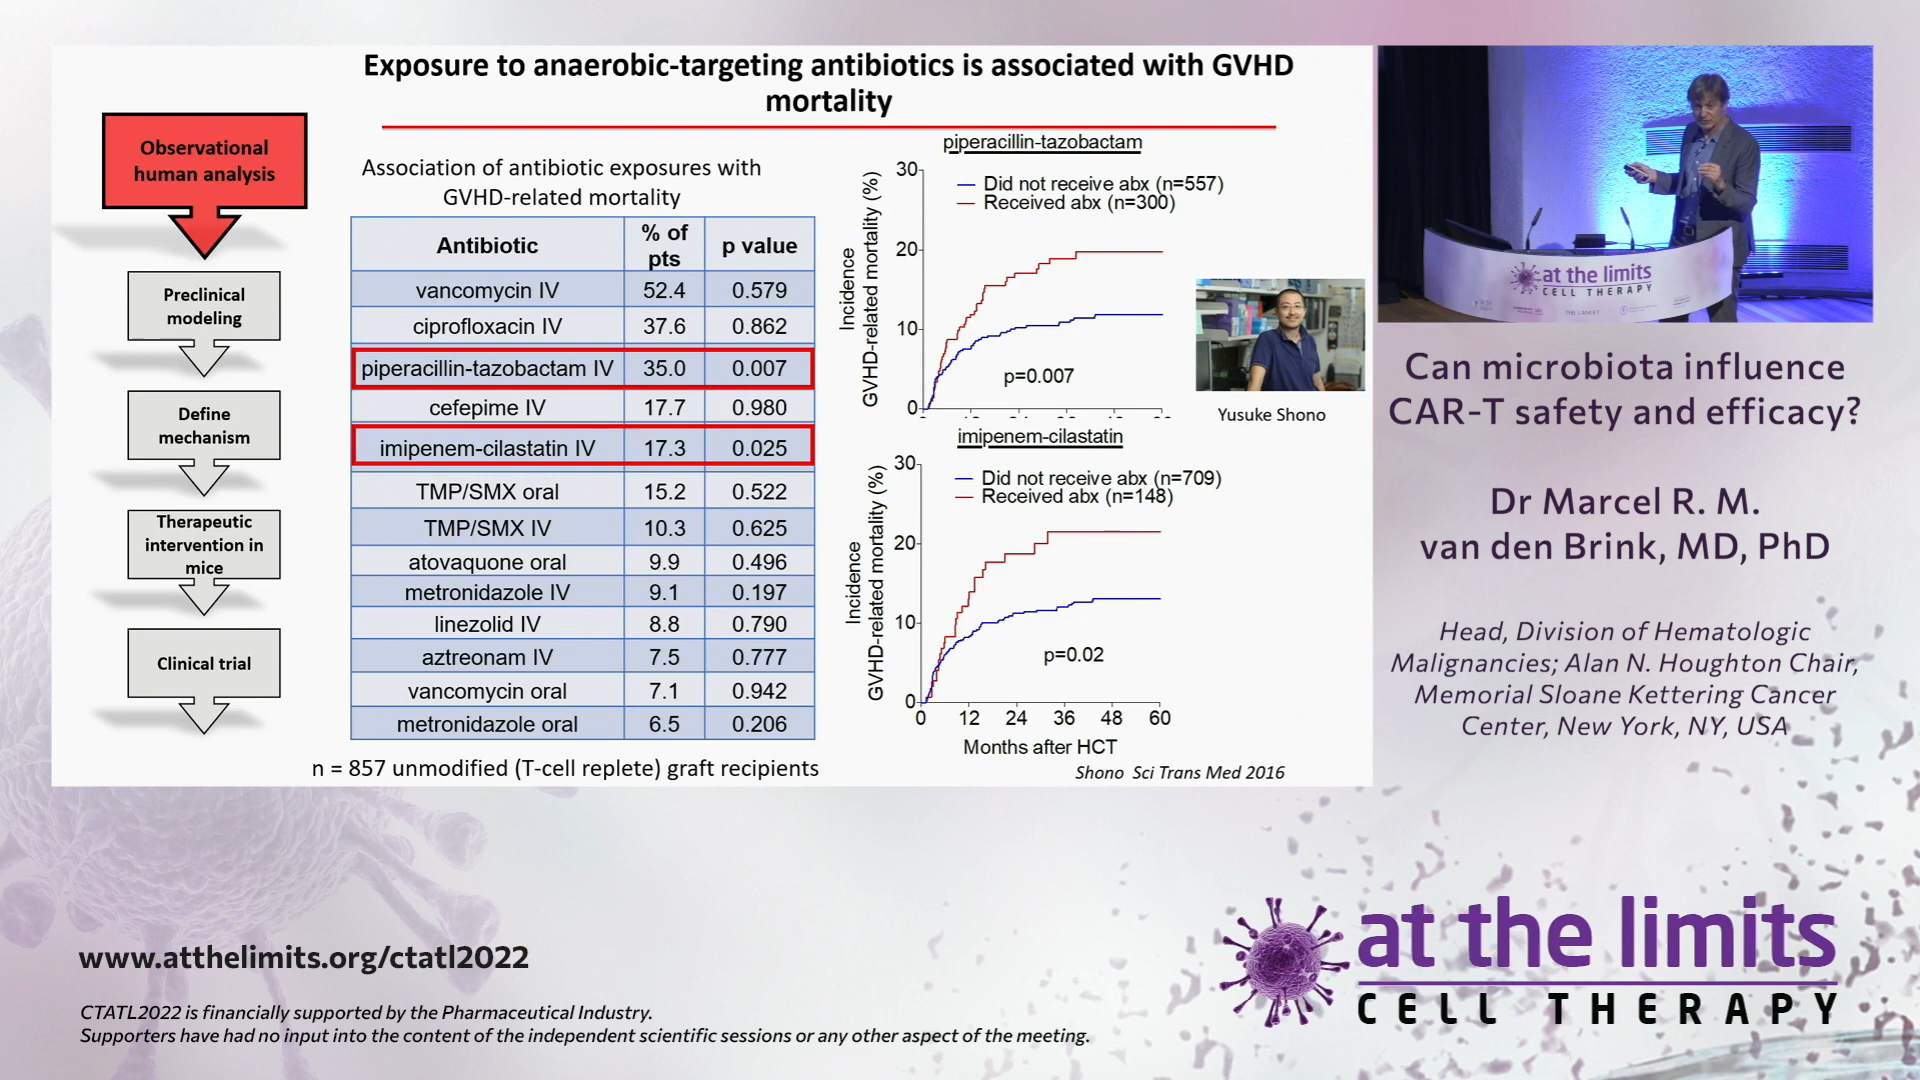 Exposure to anaerobic-targeting antibiotics is associated with GVHD
mortality
Observational
human analysis
Preclinical
modeling
Define
mechanism
Therapeutic
intervention in
mice
Clinical trial
Association of antibiotic exposures with
GVHD-related mortality
Antibiotic % of pts p value
vancomycin IV 52.4 0.579
ciprofloxacin IV 37.6 0.862
piperacillin-tazobactam IV 35.0 0.007
cefepime IV 17.7 0.980
imipenem-cilastatin IV 17.3 0.025
TMP/SMX oral 15.2 0.522
TMP/SMX IV 10.3 0.625
atovaquone oral 9.9 0.496
metronidazole IV 9.1 0.197
linezolid IV 8.8 0.790
aztreonam IV 7.5 0.777
vancomycin oral 7.1 0.942
metronidazole oral 6.5 0.206
n = 857 unmodified (T-cell replete) graft recipients
piperacillin-tazobactam
Incidence
GVHD-related mortality (%)
30
20
10
0
Did not receive abx (n=557)
Received abx (n=300)
p=0.007
imipenem-cilastatin
Incidence
GVHD-related mortality (%)
30
20
10
0
Did not receive abx (n=709)
Received abx (n=148)
p=0.02
0 12 24 36 48 60
Months after HCT
Shono Sci Trans Med 2016
Yusuke Shono
at the limits
CELL THERAPY
THE LANCET
Can microbiota influence
CAR-T safety and efficacy?
Dr Marcel R. M.
van den Brink, MD, PhD
Head, Division of Hematologic
Malignancies; Alan N. Houghton Chair,
Memorial Sloane Kettering Cancer
Center, New York, NY, USA
www.atthelimits.org/ctatl2022
CTATL2022 is financially supported by the Pharmaceutical Industry.
Supporters have had no input into the content of the independent scientific sessions or any other aspect of the meeting.
at the limits
CELL THERAPY